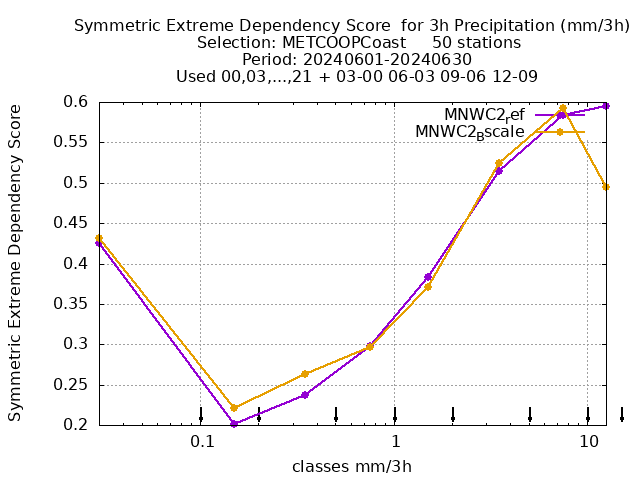 Symmetric Extreme Dependency Score  for 3h Precipitation (mm/3h)
Selection: METCOOPCoast     50 stations
Period: 20240601-20240630
Used 00,03,...,21 + 03-00 06-03 09-06 12-09
MNWC2ref
MNWC2Bscale
0.6
0.55
0.5
0.45
0.4
0.35
0.3
0.25
0.2
Symmetric Extreme Dependency Score
0.1 1 10
classes mm/3h